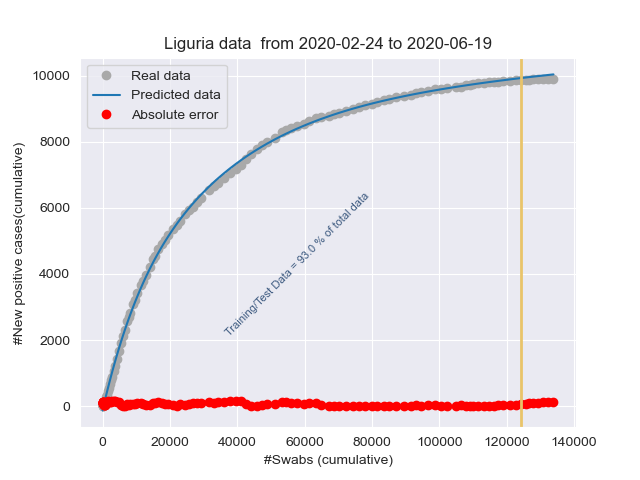 Liguria data  from 2020-02-24 to 2020-06-19
Real data
Predicted data
Absolute error
Training/Test Data = 93.0 % of total data
#New positive cases(cumulative)
10000
8000
6000
4000
2000
0
0 20000 40000 60000 80000 100000 120000 140000
#Swabs (cumulative)